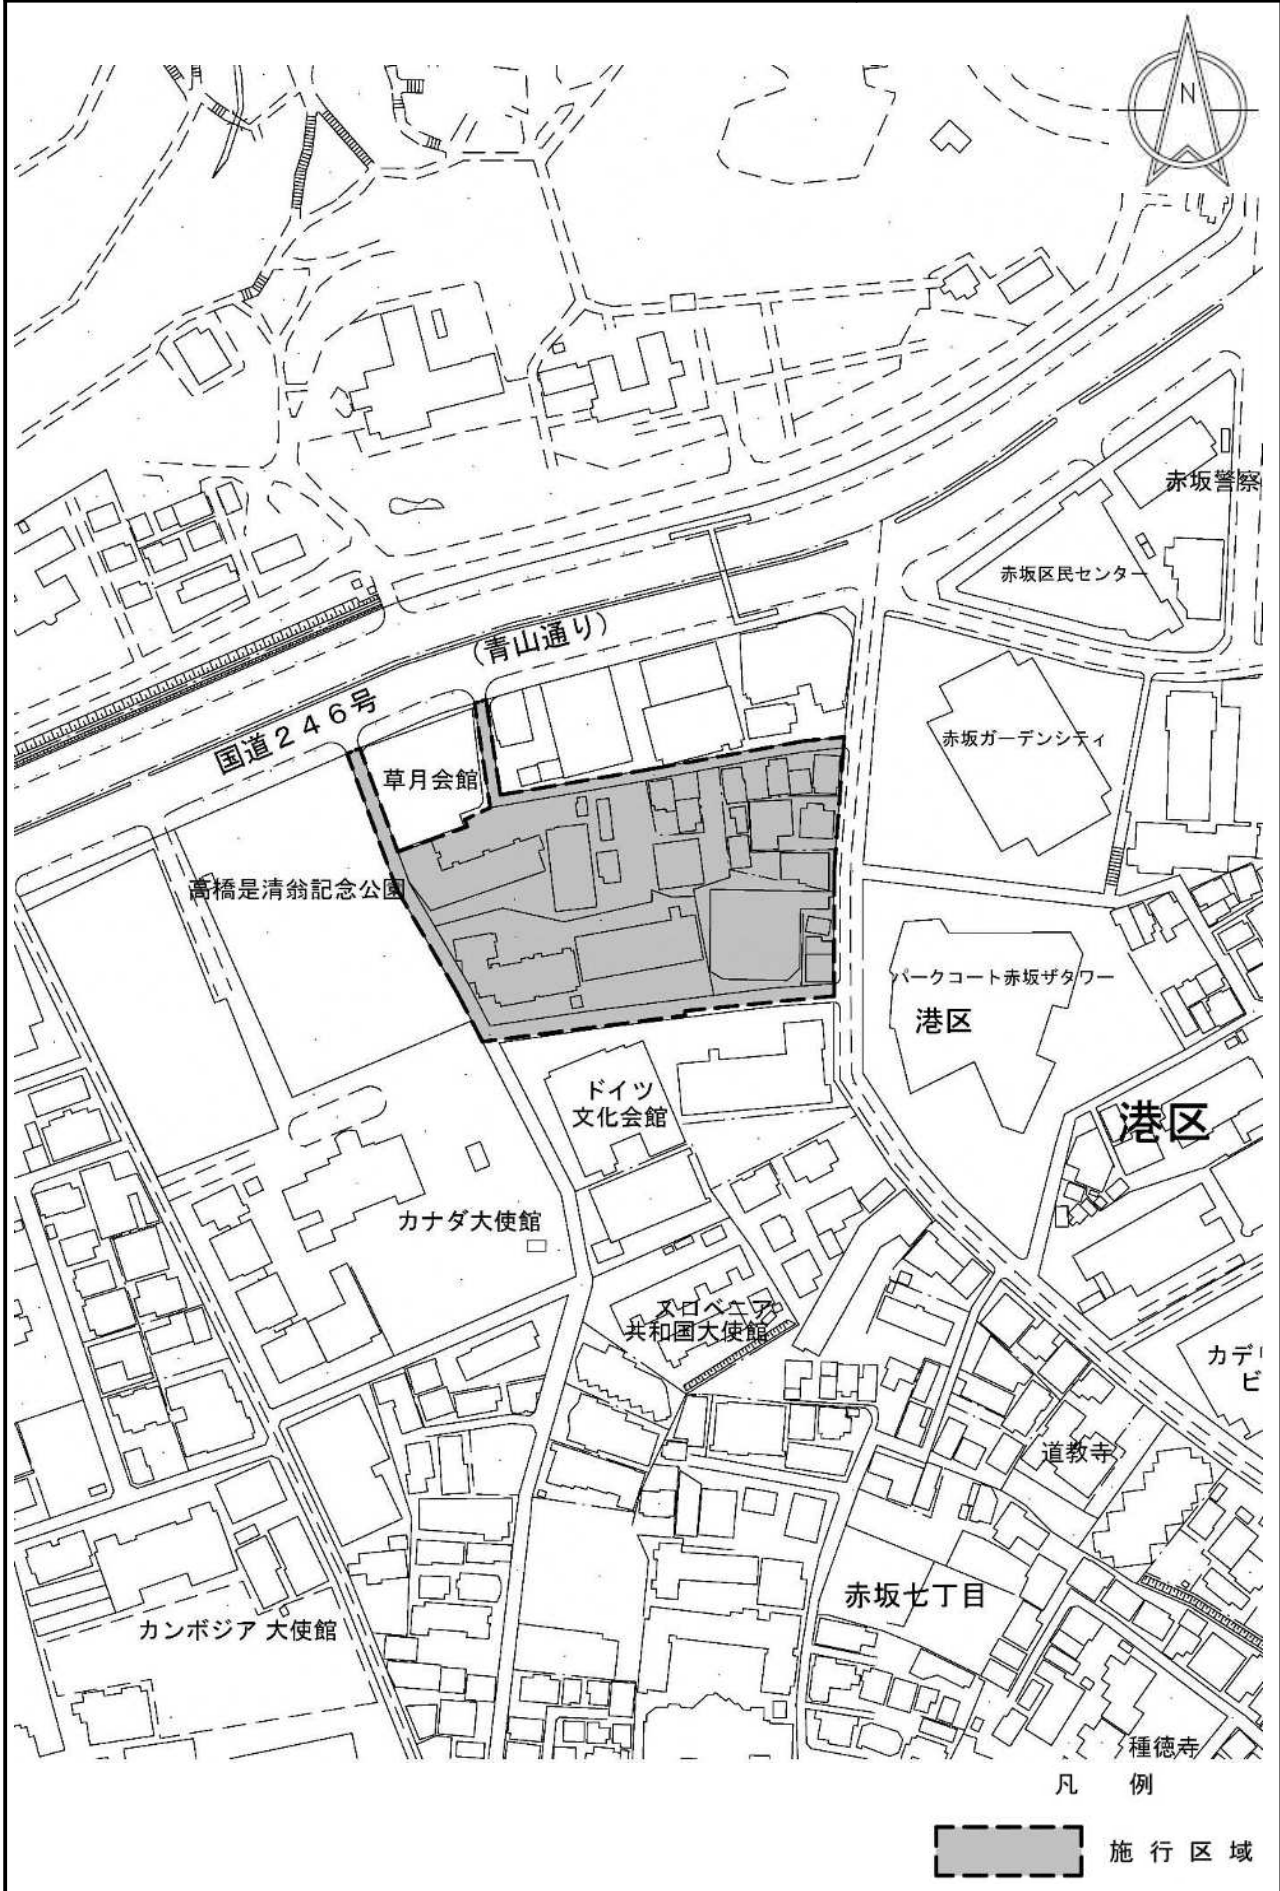 N
赤坂警察
赤坂区民センター
(青山通り)
国道246号
草月会館
赤坂ガーデンシティ
高橋是清翁記念公園
パークコート赤坂ザタワー
港区
ドイツ
文化会館
港区
カナダ大使館
スロベニア
共和国大使館
道教寺
赤坂七丁目
カンボジア 大使館
種徳寺
凡 例
施 行 区 域